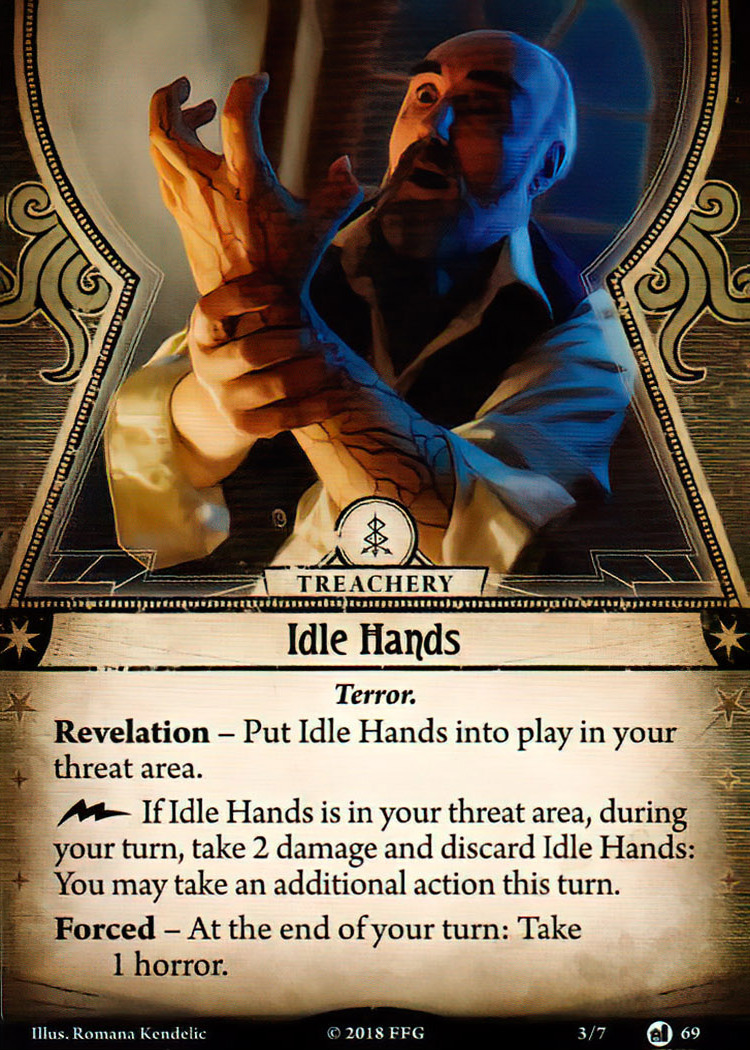 TREACHERY
Idle Hands
Terror.
Revelation – Put Idle Hands into play in your
threat area.
If Idle Hands is in your threat area, during
your turn, take 2 damage and discard Idle Hands:
You may take an additional action this turn.
Forced – At the end of your turn: Take
1 horror.
Illus. Romana Kendelic © 2018 FFG 3/7 69